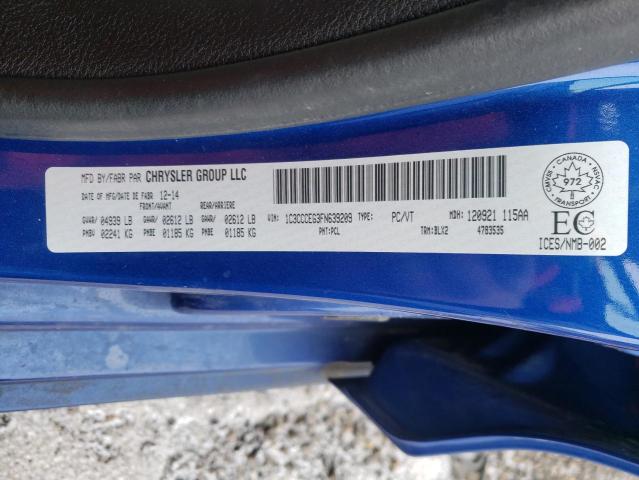 MFD BY/FABR PAR CHRYSLER GROUP LLC
DATE OF MFG/DATE DE FABR 12-14
FRONT/AVANT REAR/ARRIERE
GVWR/ 04939 LB GAWR/ 02612 LB GAWR/ 02612 LB
PNBV 02241 KG PNBE 01185 KG PNBE 01185 KG
VIN: 1C3CCCEG3FN639209 TYPE: PC/VT MDH: 120921 115AA
PNT:PCL TRM:BLX2 4783535
CMVSR CANADA NSVAC
972
TRANSPORT
EC
ICES/NMB-002